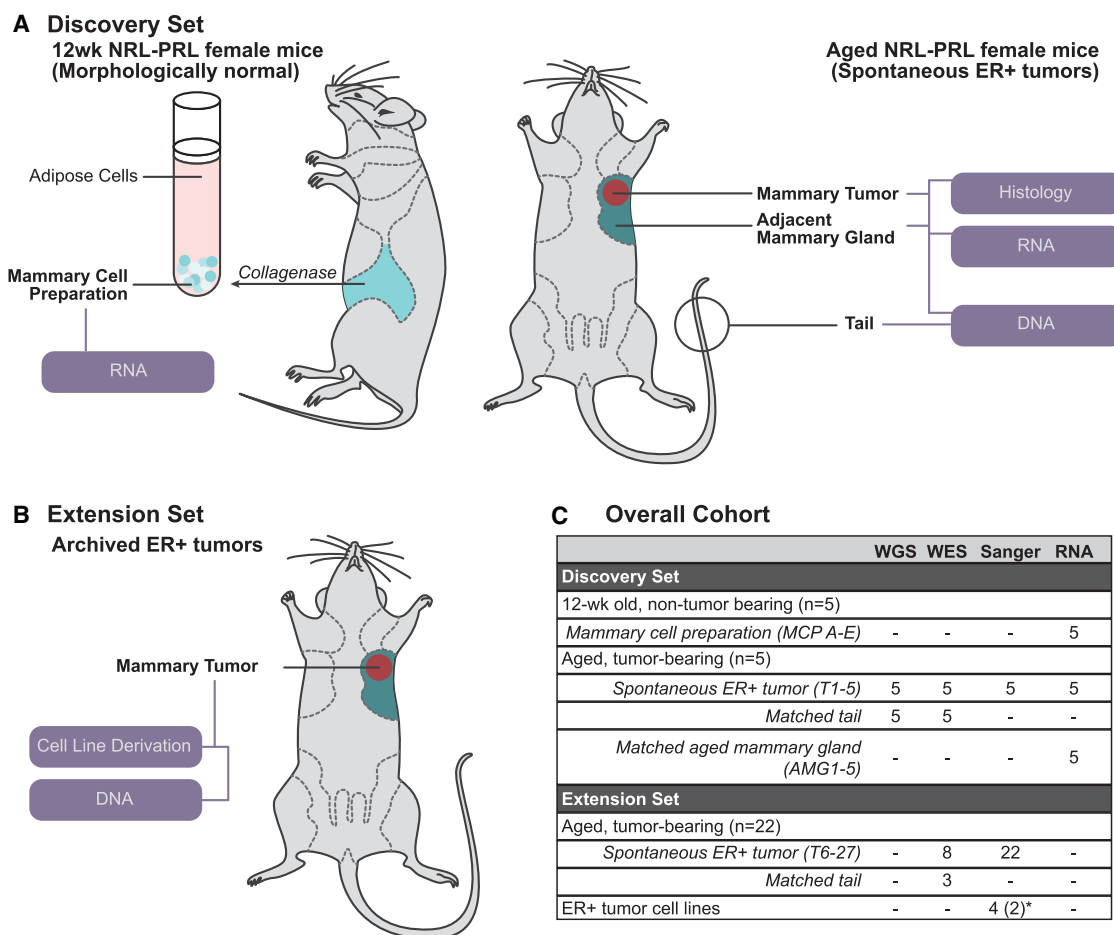 A Discovery Set
12wk NRL-PRL female mice
(Morphologically normal)
Adipose Cells
Mammary Cell
Preparation
Collagenase
RNA
Aged NRL-PRL female mice
(Spontaneous ER+ tumors)
Mammary Tumor
Adjacent
Mammary Gland
Tail
Histology
RNA
DNA
B Extension Set
Archived ER+ tumors
Mammary Tumor
Cell Line Derivation
DNA
C Overall Cohort
WGS WES Sanger RNA
Discovery Set
12-wk old, non-tumor bearing (n=5)
Mammary cell preparation (MCP A-E) - - - 5
Aged, tumor-bearing (n=5)
Spontaneous ER+ tumor (T1-5) 5 5 5 5
Matched tail 5 5 - -
Matched aged mammary gland
(AMG1-5) - - - 5
Extension Set
Aged, tumor-bearing (n=22)
Spontaneous ER+ tumor (T6-27) - 8 22 -
Matched tail - 3 - -
ER+ tumor cell lines - - 4 (2)* -